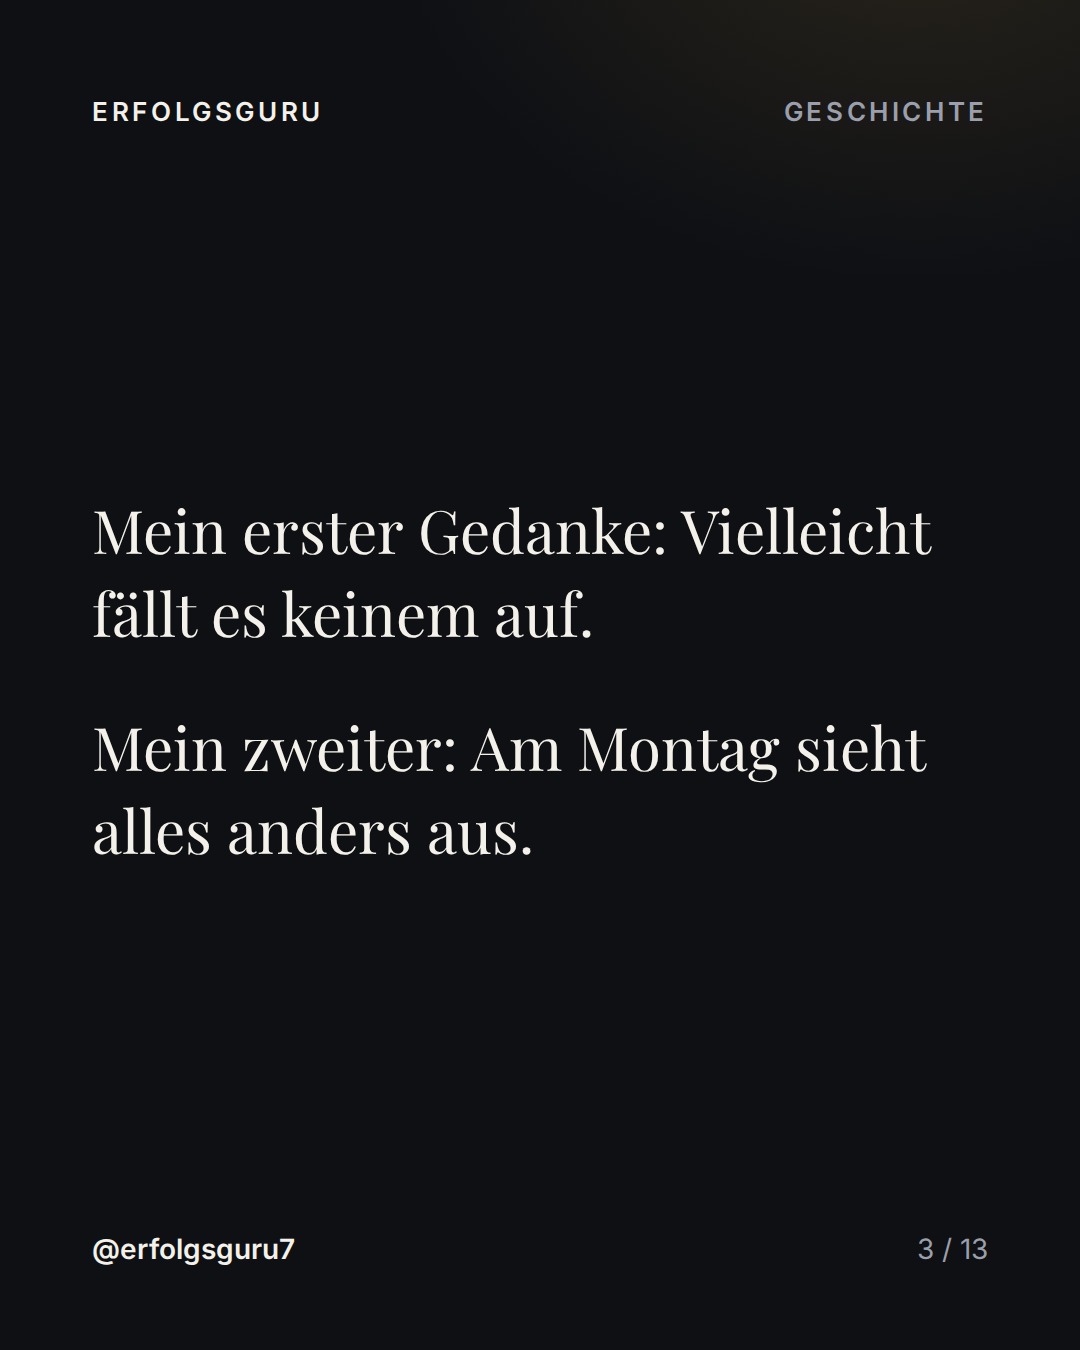 ERFOLGSGURU
GESCHICHTE
Mein erster Gedanke: Vielleicht
fällt es keinem auf.
Mein zweiter: Am Montag sieht
alles anders aus.
@erfolgsguru7
3 / 13